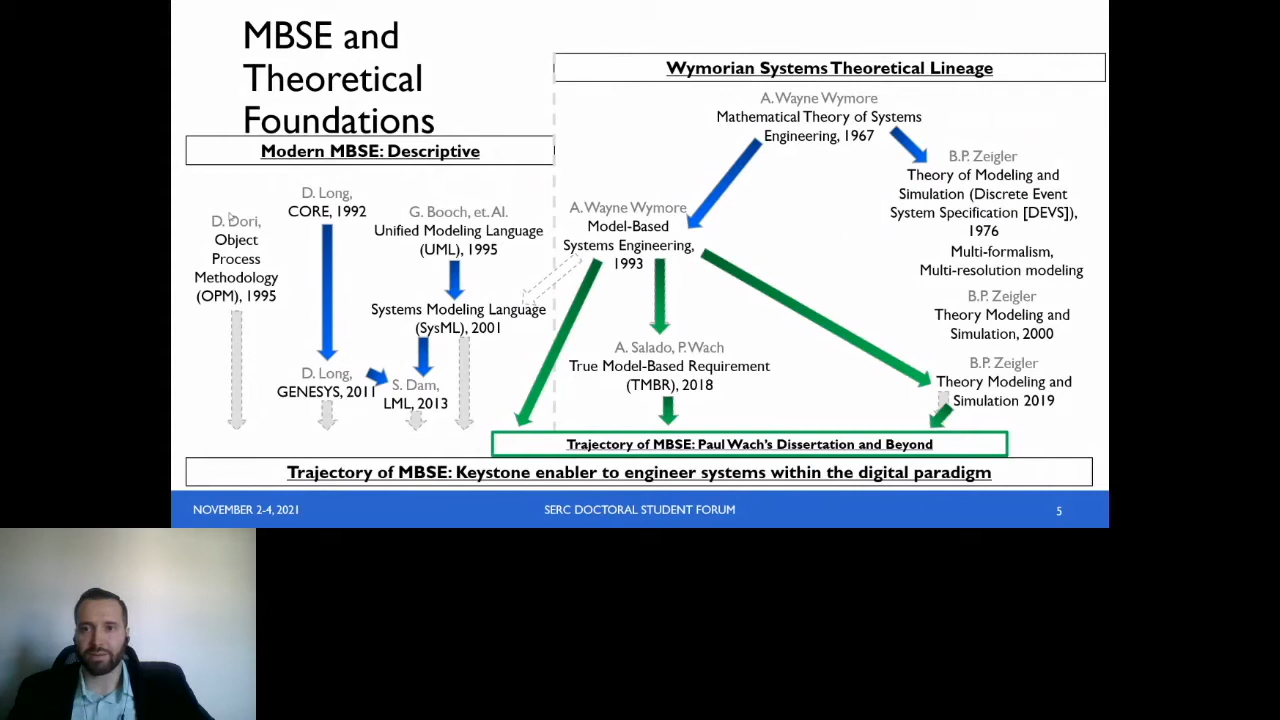 MBSE and
Theoretical
Foundations
Modern MBSE: Descriptive
D. Dori,
Object
Process
Methodology
(OPM), 1995
D. Long,
CORE, 1992
G. Booch, et. Al.
Unified Modeling Language
(UML), 1995
Systems Modeling Language
(SysML), 2001
D. Long,
GENESYS, 2011
S. Dam,
LML, 2013
Wymorian Systems Theoretical Lineage
A. Wayne Wymore
Mathematical Theory of Systems
Engineering, 1967
A. Wayne Wymore
Model-Based
Systems Engineering,
1993
B.P. Zeigler
Theory of Modeling and
Simulation (Discrete Event
System Specification [DEVS]),
1976
Multi-formalism,
Multi-resolution modeling
B.P. Zeigler
Theory Modeling and
Simulation, 2000
A. Salado, P. Wach
True Model-Based Requirement
(TMBR), 2018
B.P. Zeigler
Theory Modeling and
Simulation 2019
Trajectory of MBSE: Paul Wach's Dissertation and Beyond
Trajectory of MBSE: Keystone enabler to engineer systems within the digital paradigm
NOVEMBER 2-4, 2021
SERC DOCTORAL STUDENT FORUM
5